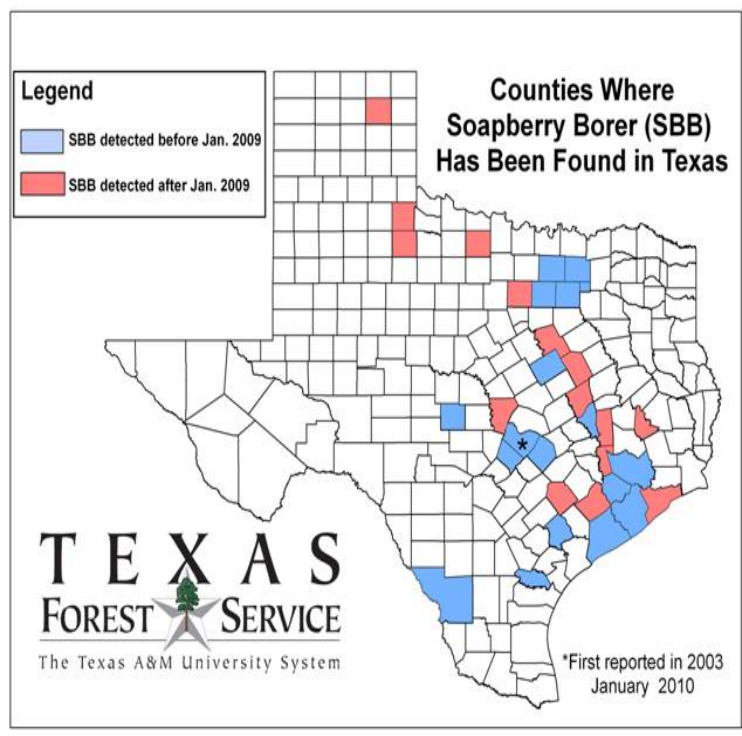 Legend
SBB detected before Jan. 2009
SBB detected after Jan. 2009
Counties Where
Soapberry Borer (SBB)
Has Been Found in Texas
*
TEXAS
FOREST SERVICE
The Texas A&M University System
*First reported in 2003
January 2010